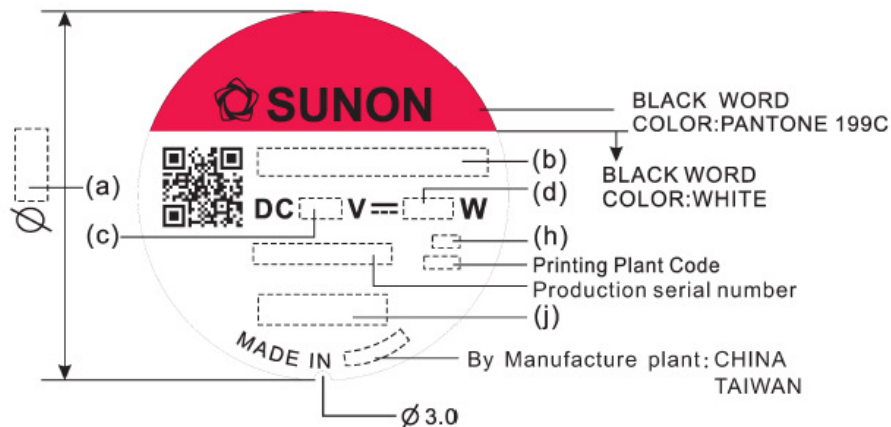 SUNON
BLACK WORD
COLOR:PANTONE 199C
(b)
BLACK WORD
COLOR:WHITE
(a)
DC V W
(d)
Ø
(c)
(h)
Printing Plant Code
Production serial number
(j)
MADE IN
By Manufacture plant: CHINA
TAIWAN
Ø 3.0